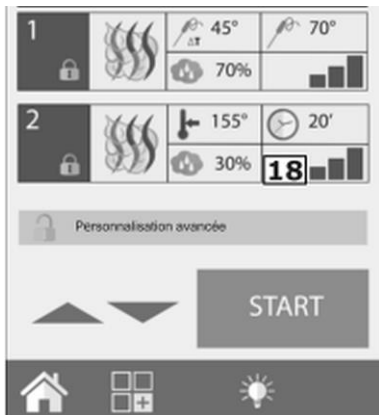 1 45° 70°
ΔT
70%
2 155° 20'
30% 18
Personnalisation avancée
START